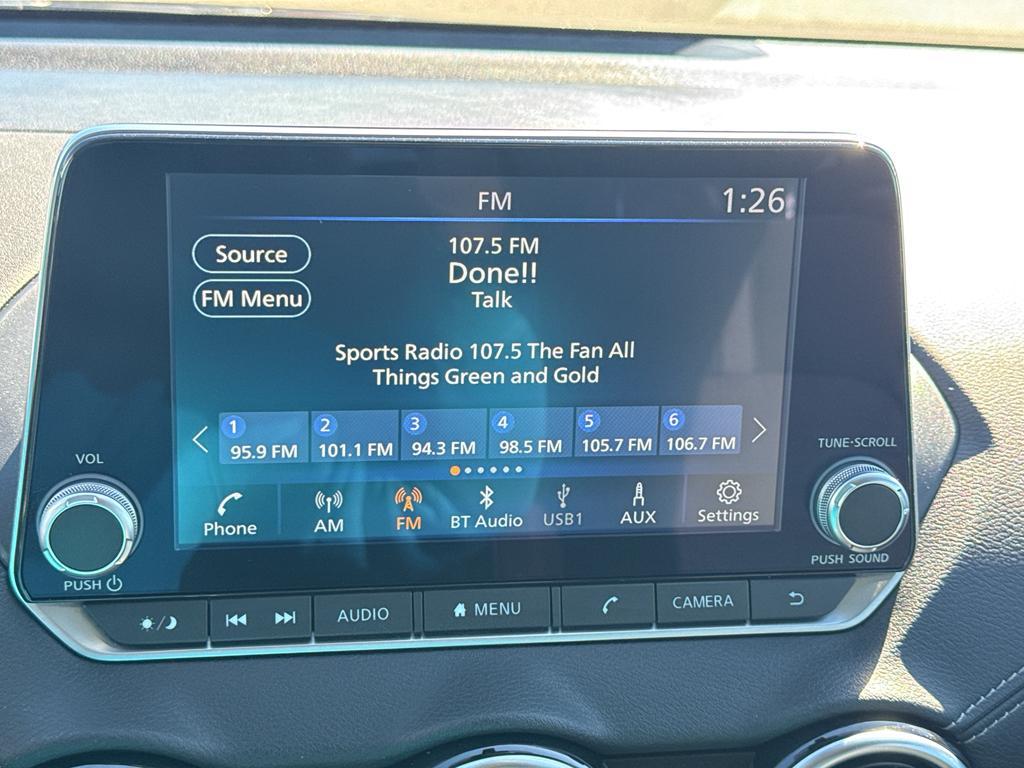 FM
1:26
Source
107.5 FM
Done!!
FM Menu
Talk
Sports Radio 107.5 The Fan All
Things Green and Gold
1
2
3
4
5
6
95.9 FM
101.1 FM
94.3 FM
98.5 FM
105.7 FM
106.7 FM
VOL
TUNE·SCROLL
Phone
AM
FM
BT Audio
USB1
AUX
Settings
PUSH
PUSH SOUND
AUDIO
MENU
CAMERA